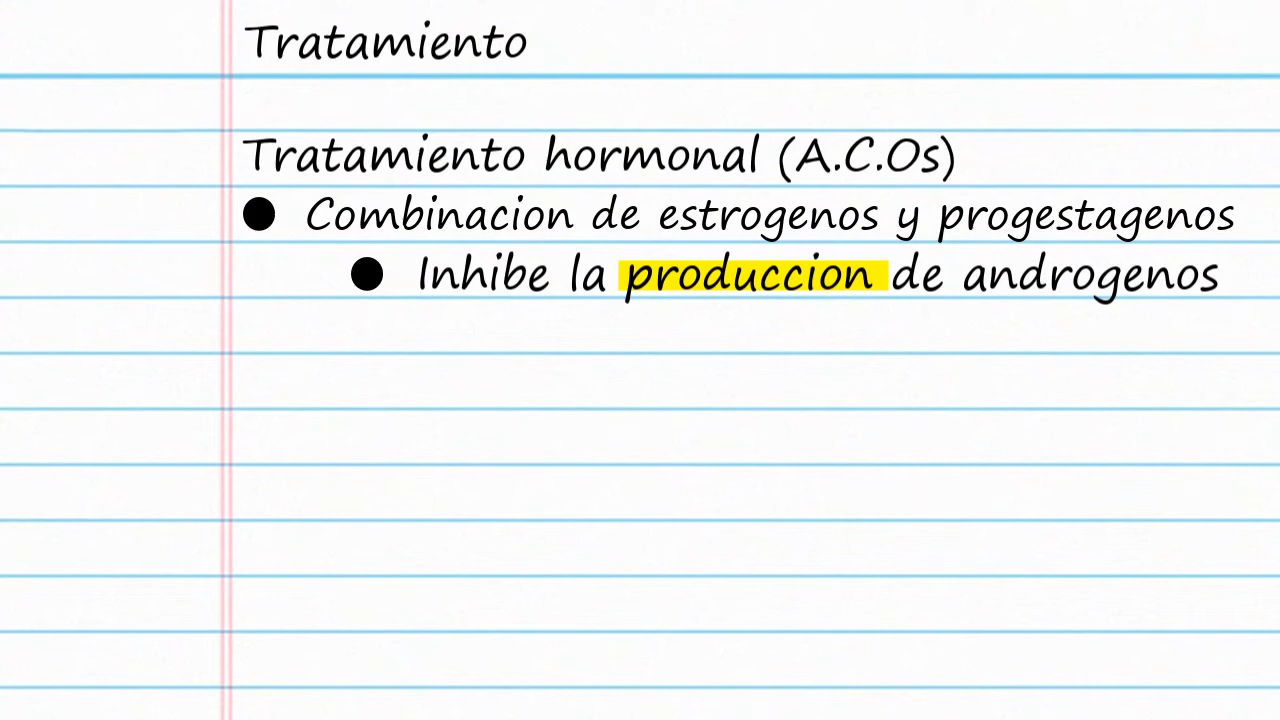 Tratamiento
Tratamiento hormonal (A.C.Os)
● Combinacion de estrogenos y progestagenos
● Inhibe la produccion de androgenos